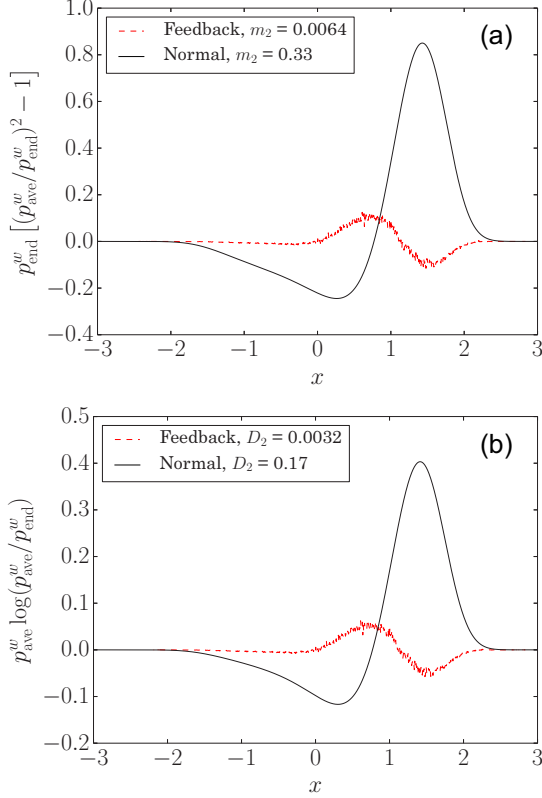 Feedback, m₂ = 0.0064
Normal, m₂ = 0.33
(a)
p^w_end [(p^w_ave/p^w_end)² − 1]
1.0
0.8
0.6
0.4
0.2
0.0
−0.2
−0.4
−3 −2 −1 0 1 2 3
x
Feedback, D₂ = 0.0032
Normal, D₂ = 0.17
(b)
p^w_ave log(p^w_ave/p^w_end)
0.5
0.4
0.3
0.2
0.1
0.0
−0.1
−0.2
−3 −2 −1 0 1 2 3
x